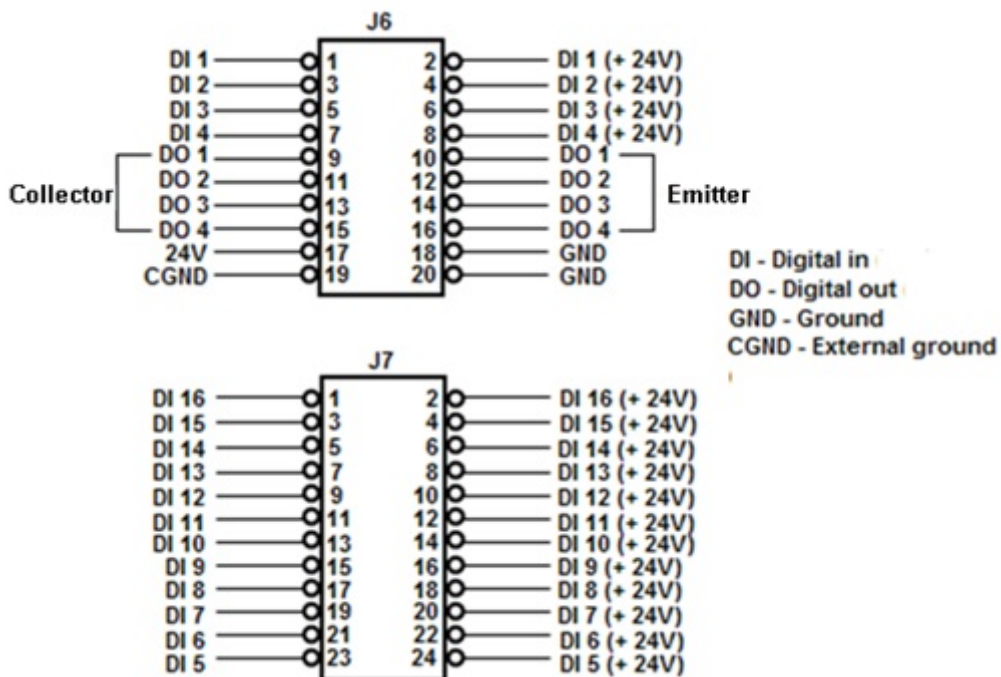 J6
DI 1 1 2 DI 1 (+ 24V)
DI 2 3 4 DI 2 (+ 24V)
DI 3 5 6 DI 3 (+ 24V)
DI 4 7 8 DI 4 (+ 24V)
DO 1 9 10 DO 1
DO 2 11 12 DO 2
Collector Emitter
DO 3 13 14 DO 3
DO 4 15 16 DO 4
24V 17 18 GND
CGND 19 20 GND
DI - Digital in
DO - Digital out
GND - Ground
CGND - External ground
J7
DI 16 1 2 DI 16 (+ 24V)
DI 15 3 4 DI 15 (+ 24V)
DI 14 5 6 DI 14 (+ 24V)
DI 13 7 8 DI 13 (+ 24V)
DI 12 9 10 DI 12 (+ 24V)
DI 11 11 12 DI 11 (+ 24V)
DI 10 13 14 DI 10 (+ 24V)
DI 9 15 16 DI 9 (+ 24V)
DI 8 17 18 DI 8 (+ 24V)
DI 7 19 20 DI 7 (+ 24V)
DI 6 21 22 DI 6 (+ 24V)
DI 5 23 24 DI 5 (+ 24V)